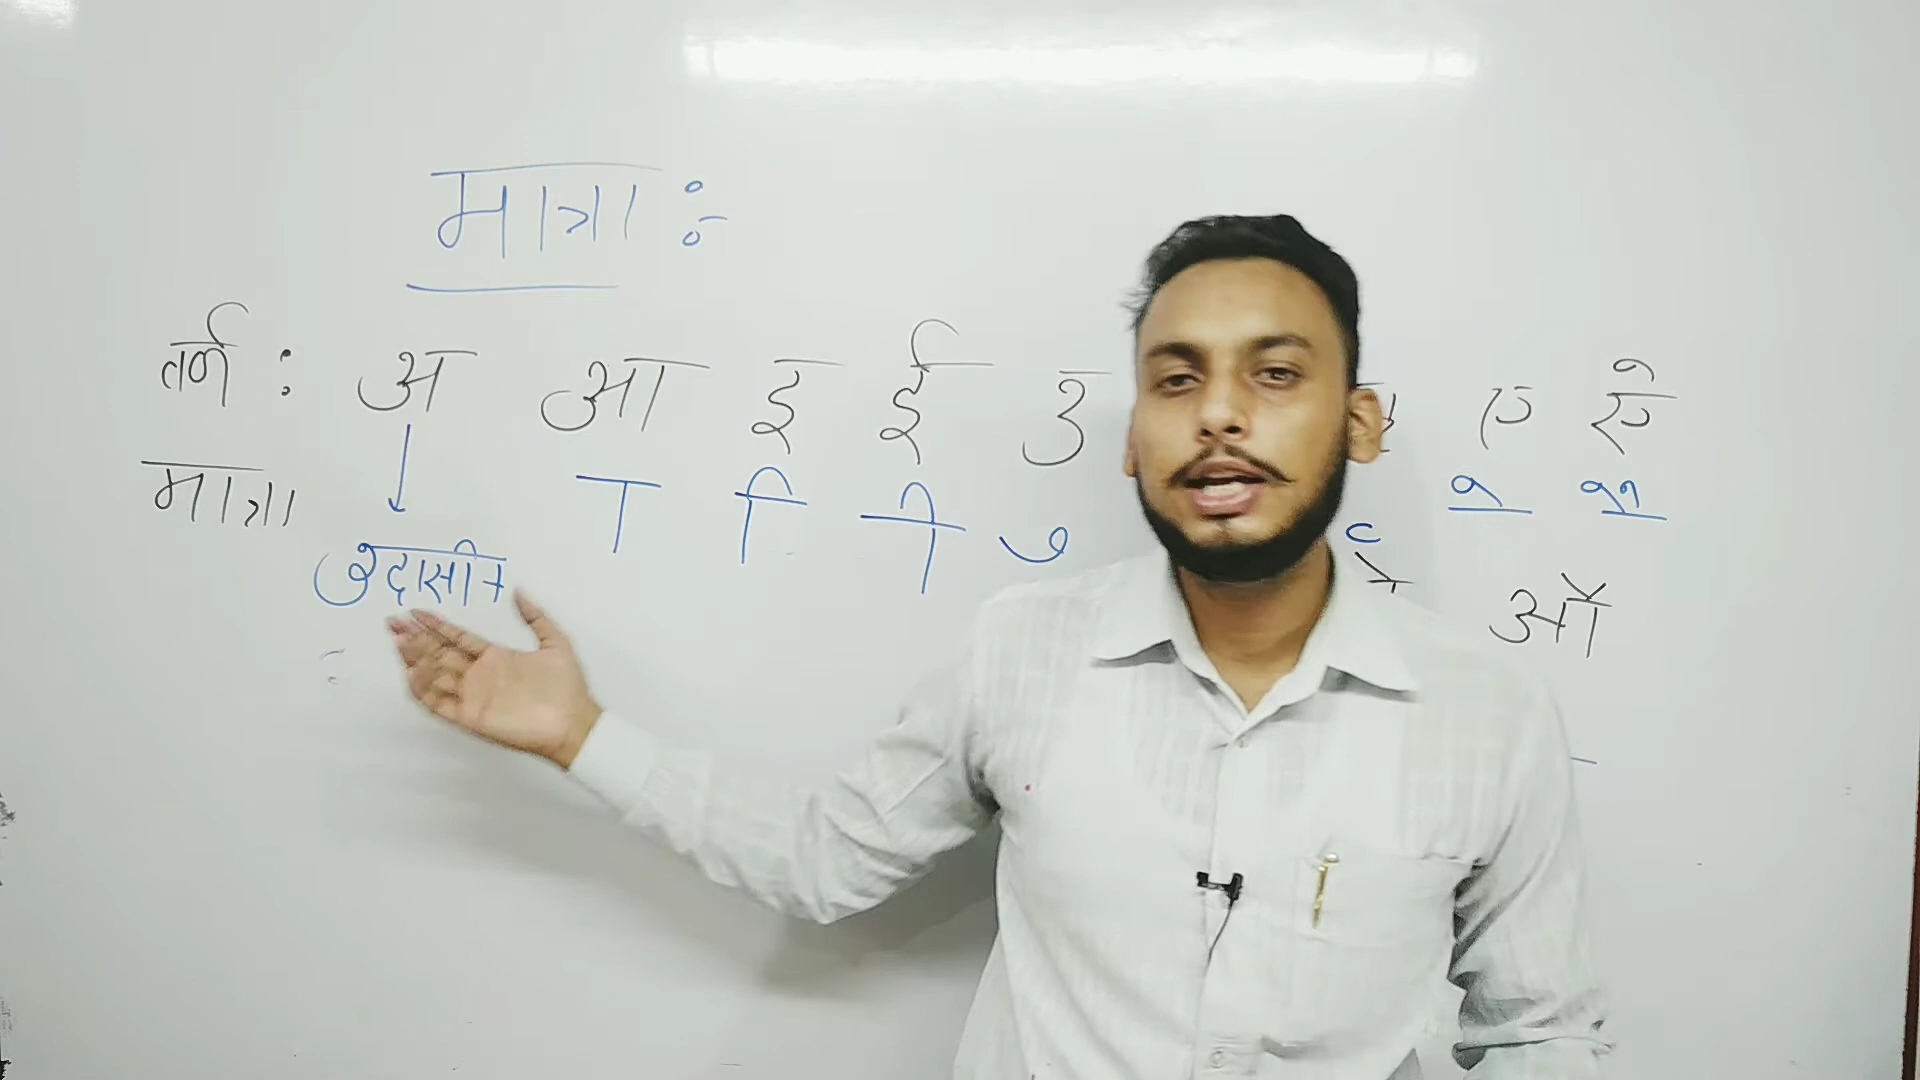 मात्रा :-
वर्ण : अ आ इ ई उ ए ऐ
मात्रा ा ि ी ु े ै
उदासीन
ऑ